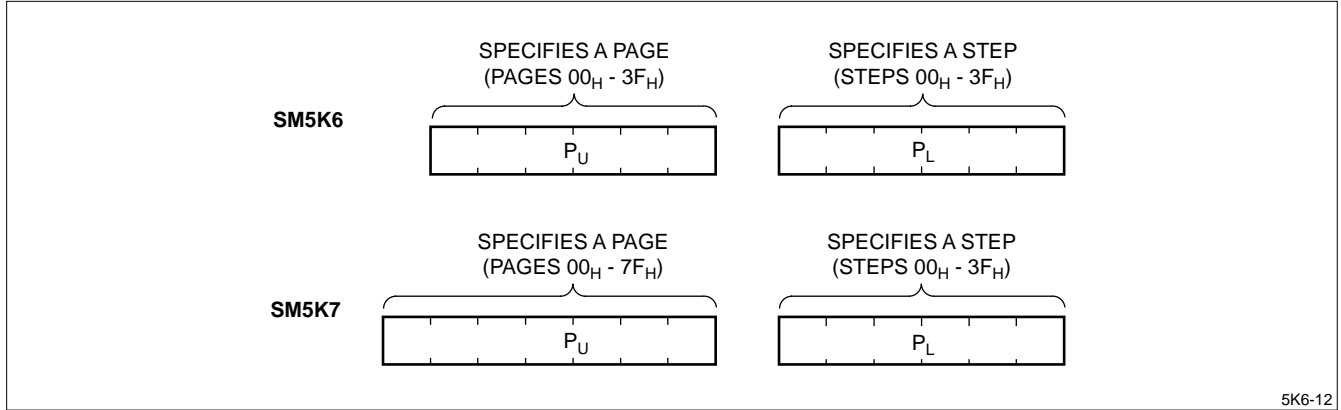 SPECIFIES A PAGE
(PAGES 00H - 3FH)
SPECIFIES A STEP
(STEPS 00H - 3FH)
SM5K6
PU
PL
SPECIFIES A PAGE
(PAGES 00H - 7FH)
SPECIFIES A STEP
(STEPS 00H - 3FH)
SM5K7
PU
PL
5K6-12